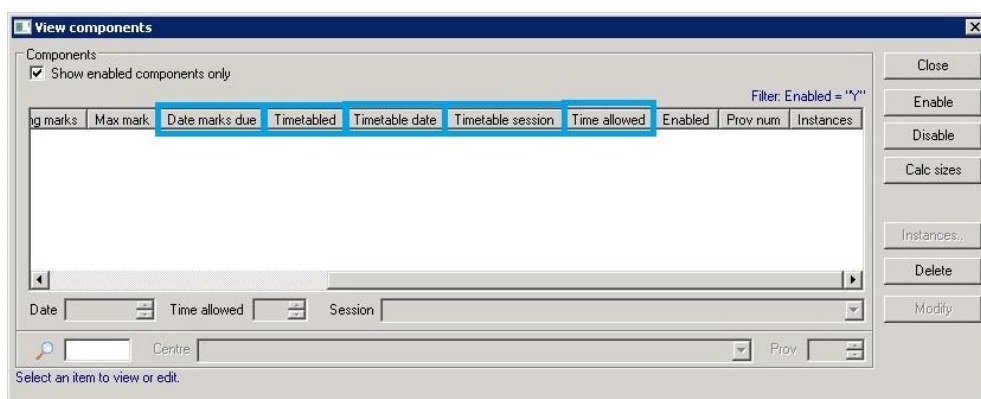 View components
Components
Show enabled components only
Filter: Enabled = "Y"
ng marks Max mark Date marks due Timetabled Timetable date Timetable session Time allowed Enabled Prov num Instances
Close
Enable
Disable
Calc sizes
Instances..
Delete
Modify
Date Time allowed Session
Centre Prov
Select an item to view or edit.